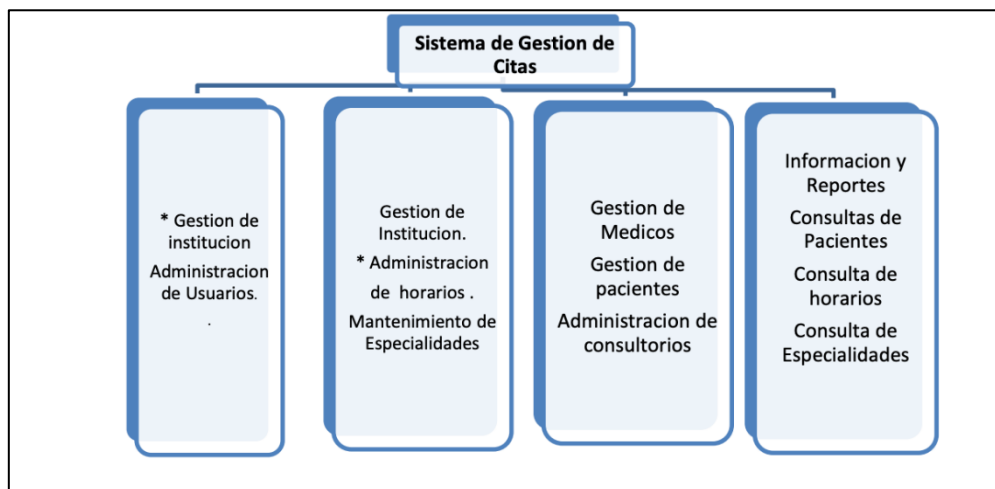 Sistema de Gestion de
Citas
* Gestion de
institucion
Administracion
de Usuarios.
.
Gestion de
Institucion.
* Administracion
de horarios .
Mantenimiento de
Especialidades
Gestion de
Medicos
Gestion de
pacientes
Administracion de
consultorios
Informacion y
Reportes
Consultas de
Pacientes
Consulta de
horarios
Consulta de
Especialidades